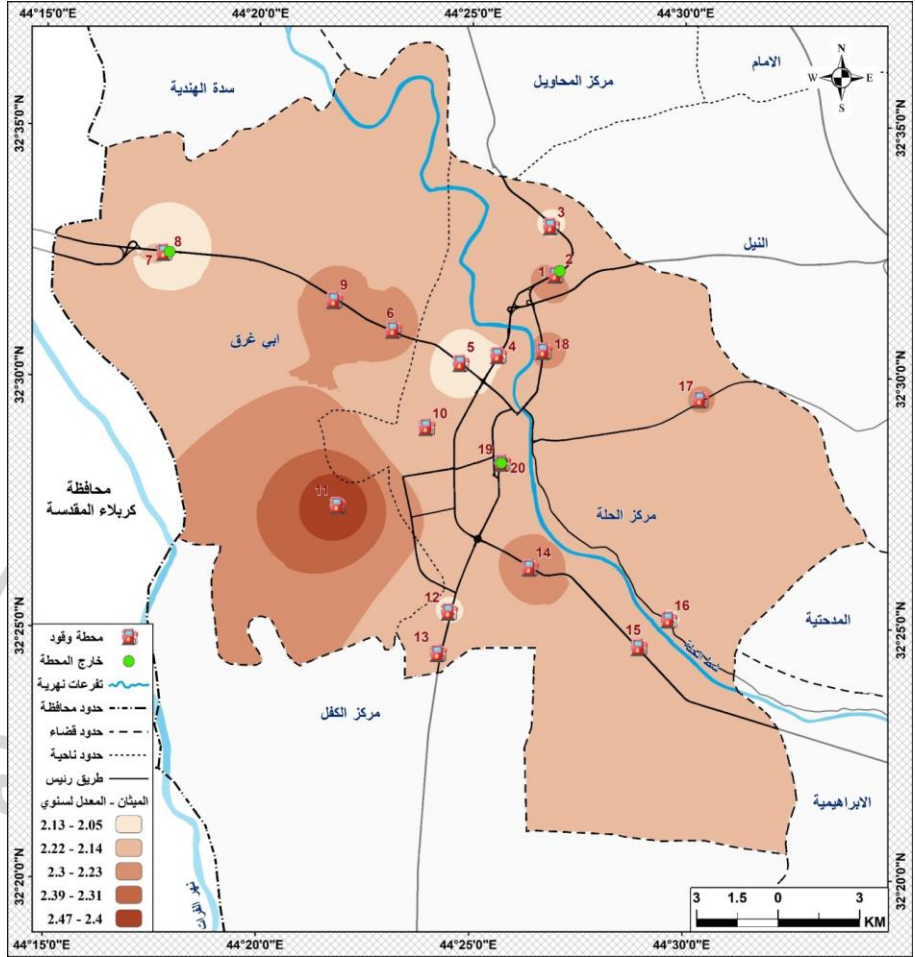 44°15'0"E 44°20'0"E 44°25'0"E 44°30'0"E
32°35'0"N 32°35'0"N
32°30'0"N 32°30'0"N
32°25'0"N 32°25'0"N
32°20'0"N 32°20'0"N
N
W E
S
الامام
مركز المحاويل
سدة الهندية
النيل
ابي غرق
محافظة
كربلاء المقدسة
مركز الحلة
المدحتية
مركز الكفل
الابراهيمية
شط الحلة
نهر الفرات
3
2
1
8
7
9
6
5
4
18
17
10
19
20
11
14
12
16
13
15
محطة وقود
خارج المحطة
تفرعات نهرية
حدود محافظة
حدود قضاء
حدود ناحية
طريق رئيس
الميثان - المعدل لسنوي
2.13 - 2.05
2.22 - 2.14
2.3 - 2.23
2.39 - 2.31
2.47 - 2.4
3 1.5 0 3
KM
44°15'0"E 44°20'0"E 44°25'0"E 44°30'0"E